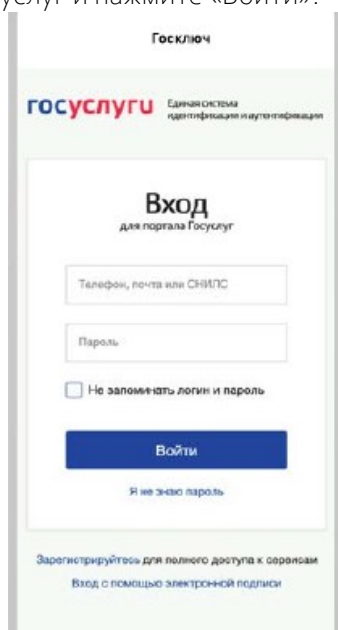 услуг и нажмите «Войти».
Госключ
госуслуги Единая система
идентификации и аутентификации
Вход
для портала Госуслуг
Телефон, почта или СНИЛС
Пароль
Не запоминать логин и пароль
Войти
Я не знаю пароль
Зарегистрируйтесь для полного доступа к сервисам
Вход с помощью электронной подписи